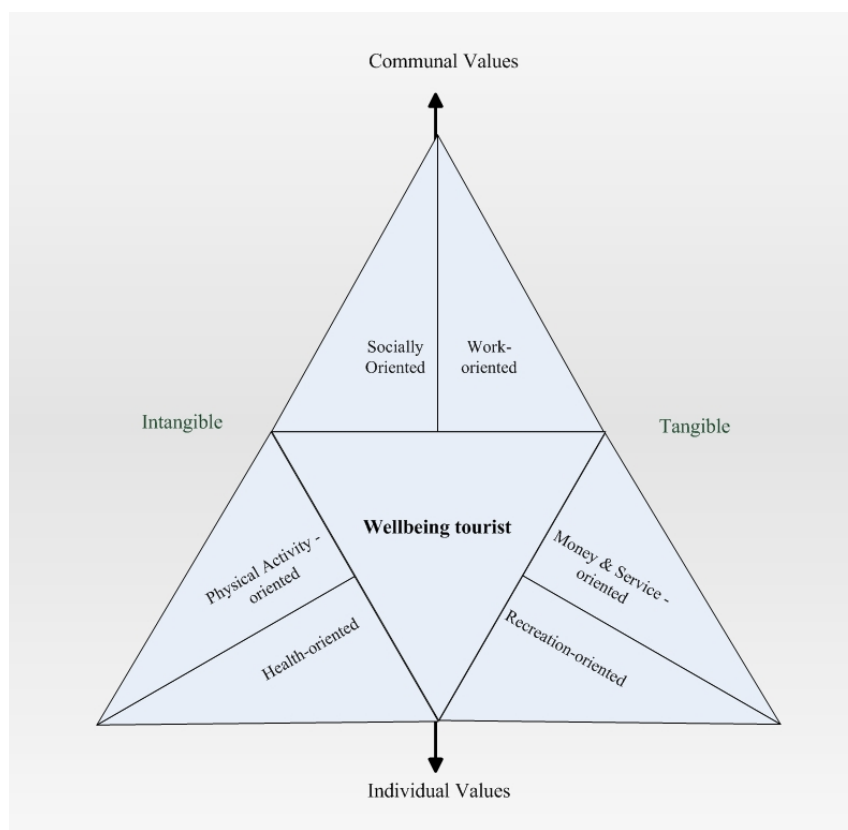 Communal Values
Socially
Oriented
Work-
oriented
Intangible
Tangible
Wellbeing tourist
Physical Activity -
oriented
Health-oriented
Money & Service -
oriented
Recreation-oriented
Individual Values